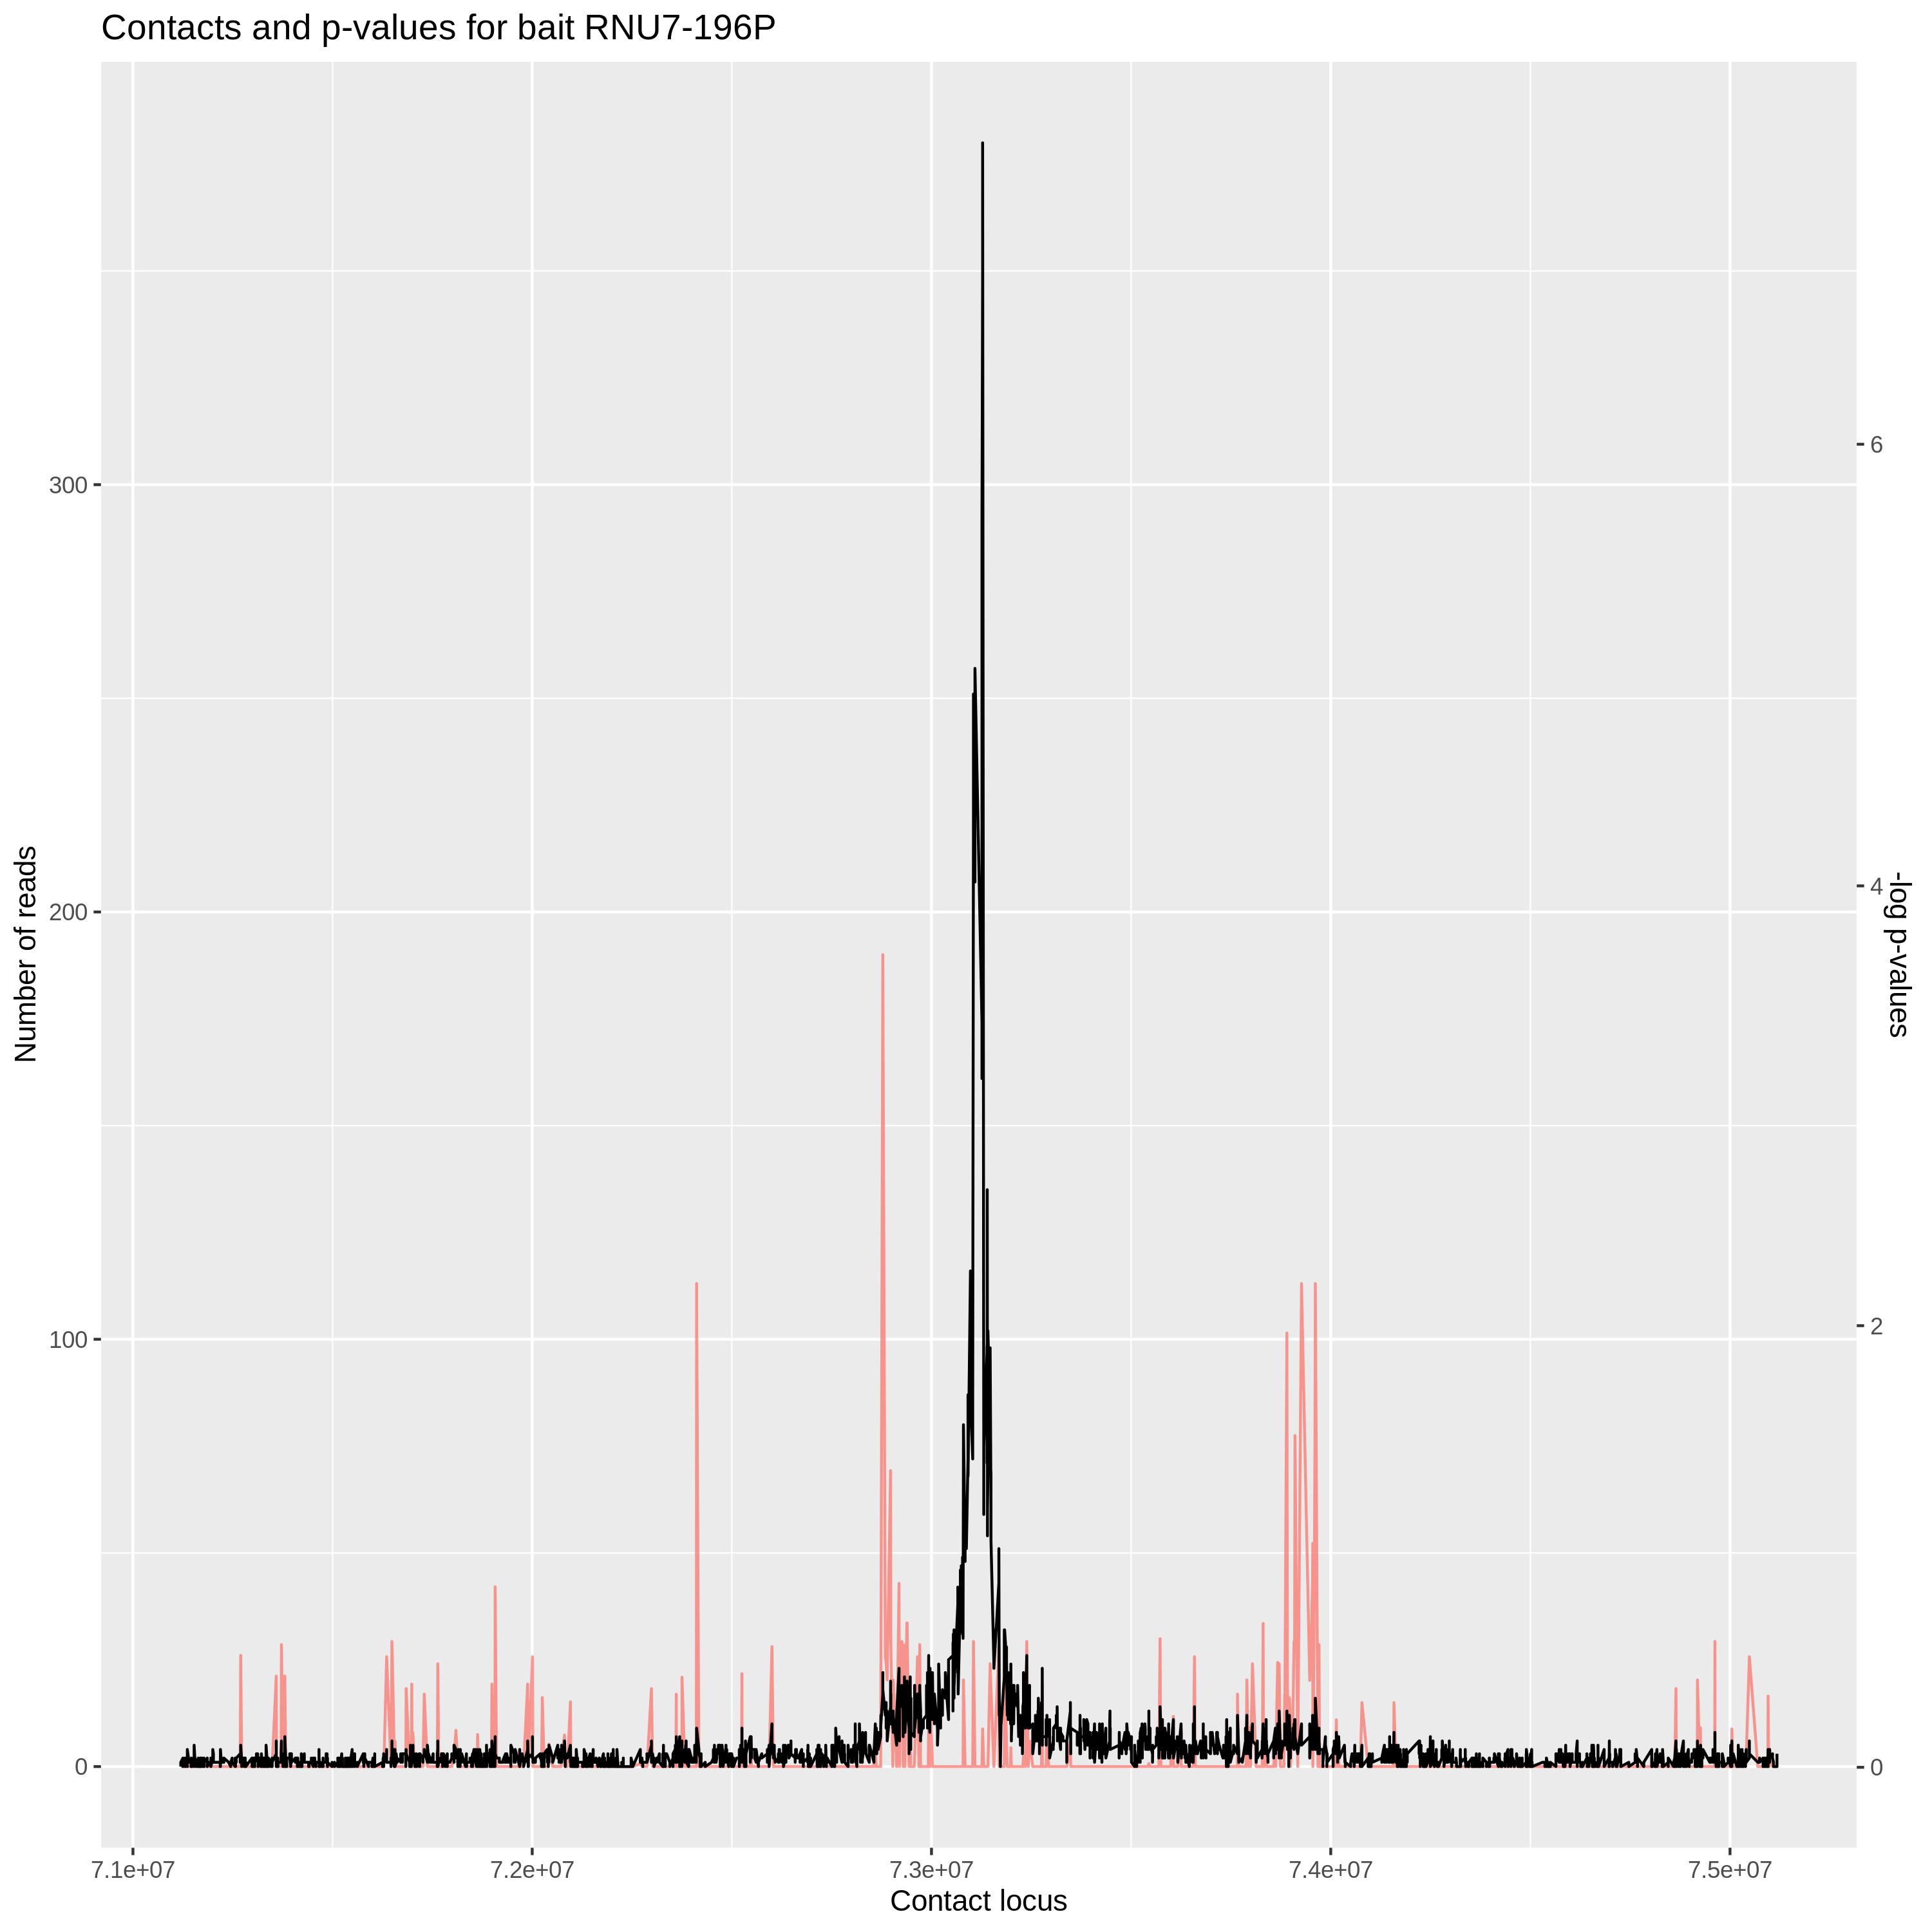 Contacts and p-values for bait RNU7-196P
Number of reads
300
200
100
0
6
4
2
0
-log p-values
7.1e+07 7.2e+07 7.3e+07 7.4e+07 7.5e+07
Contact locus